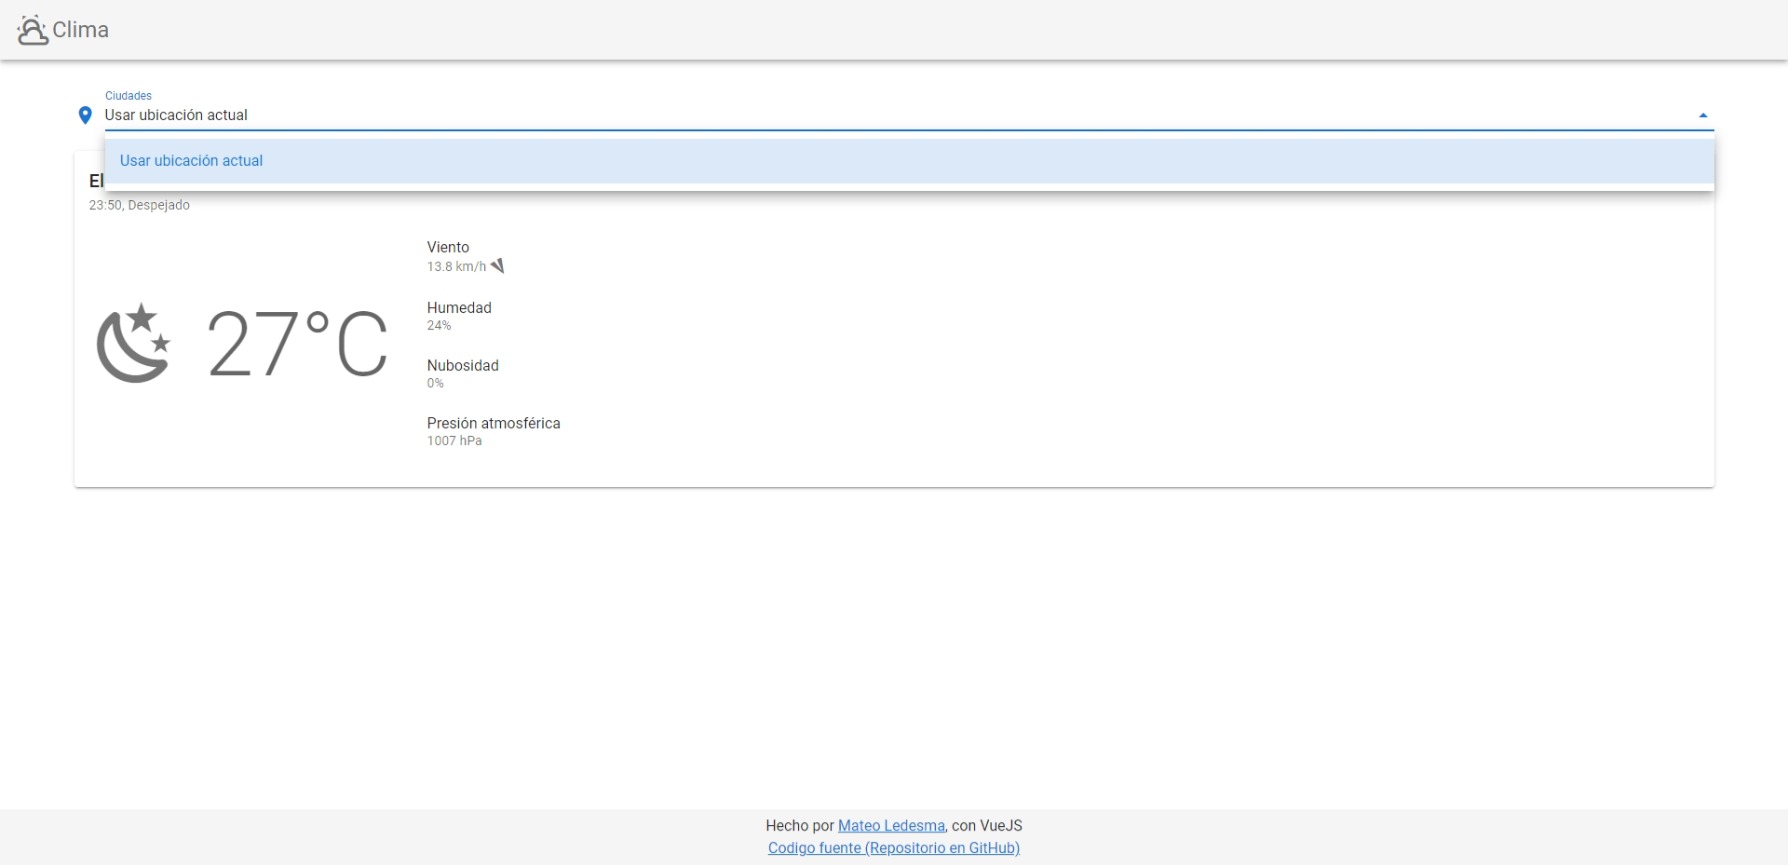 Clima
Ciudades
Usar ubicación actual
Usar ubicación actual
El
23:50, Despejado
Viento
13.8 km/h
27°C
Humedad
24%
Nubosidad
0%
Presión atmosférica
1007 hPa
Hecho por Mateo Ledesma, con VueJS
Codigo fuente (Repositorio en GitHub)